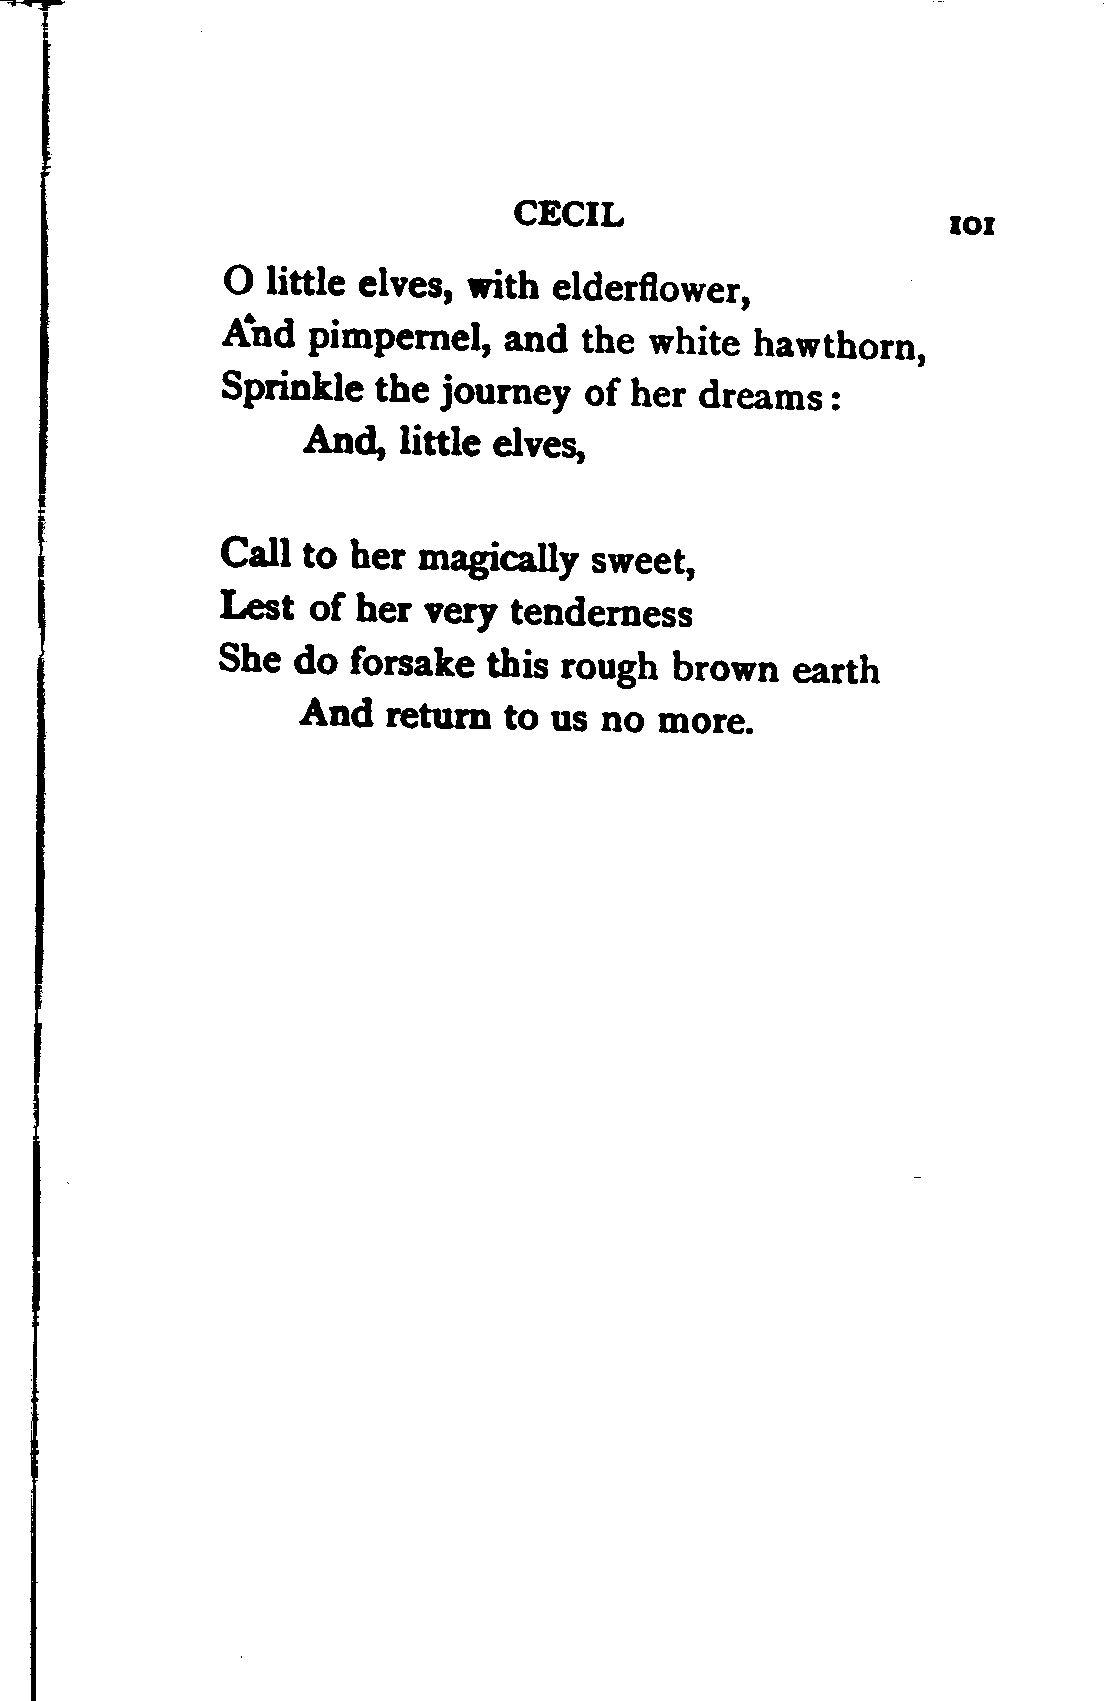 CECIL 101
O little elves, with elderflower,
And pimpernel, and the white hawthorn,
Sprinkle the journey of her dreams :
And, little elves,
Call to her magically sweet,
Lest of her very tenderness
She do forsake this rough brown earth
And return to us no more.